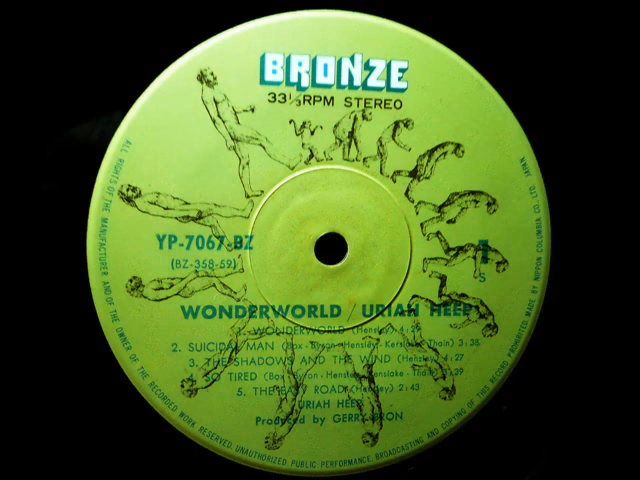 BRONZE
33⅓RPM STEREO
YP-7067-BZ
(BZ-358-59)
1
S
WONDERWORLD / URIAH HEEP
1. WONDERWORLD (Hensley) 4:29
2. SUICIDAL MAN (Box-Byron-Hensley-Kerslake-Thain) 3:38
3. THE SHADOWS AND THE WIND (Hensley) 4:27
4. SO TIRED (Box-Byron-Hensley-Kerslake-Thain) 3:39
5. THE EASY ROAD (Hensley) 2:43
URIAH HEEP
Produced by GERRY BRON
ALL RIGHTS OF THE MANUFACTURER AND OF THE OWNER OF THE RECORDED WORK RESERVED. UNAUTHORIZED PUBLIC PERFORMANCE, BROADCASTING AND COPYING OF THIS RECORD PROHIBITED. MADE BY NIPPON COLUMBIA CO., LTD. JAPAN